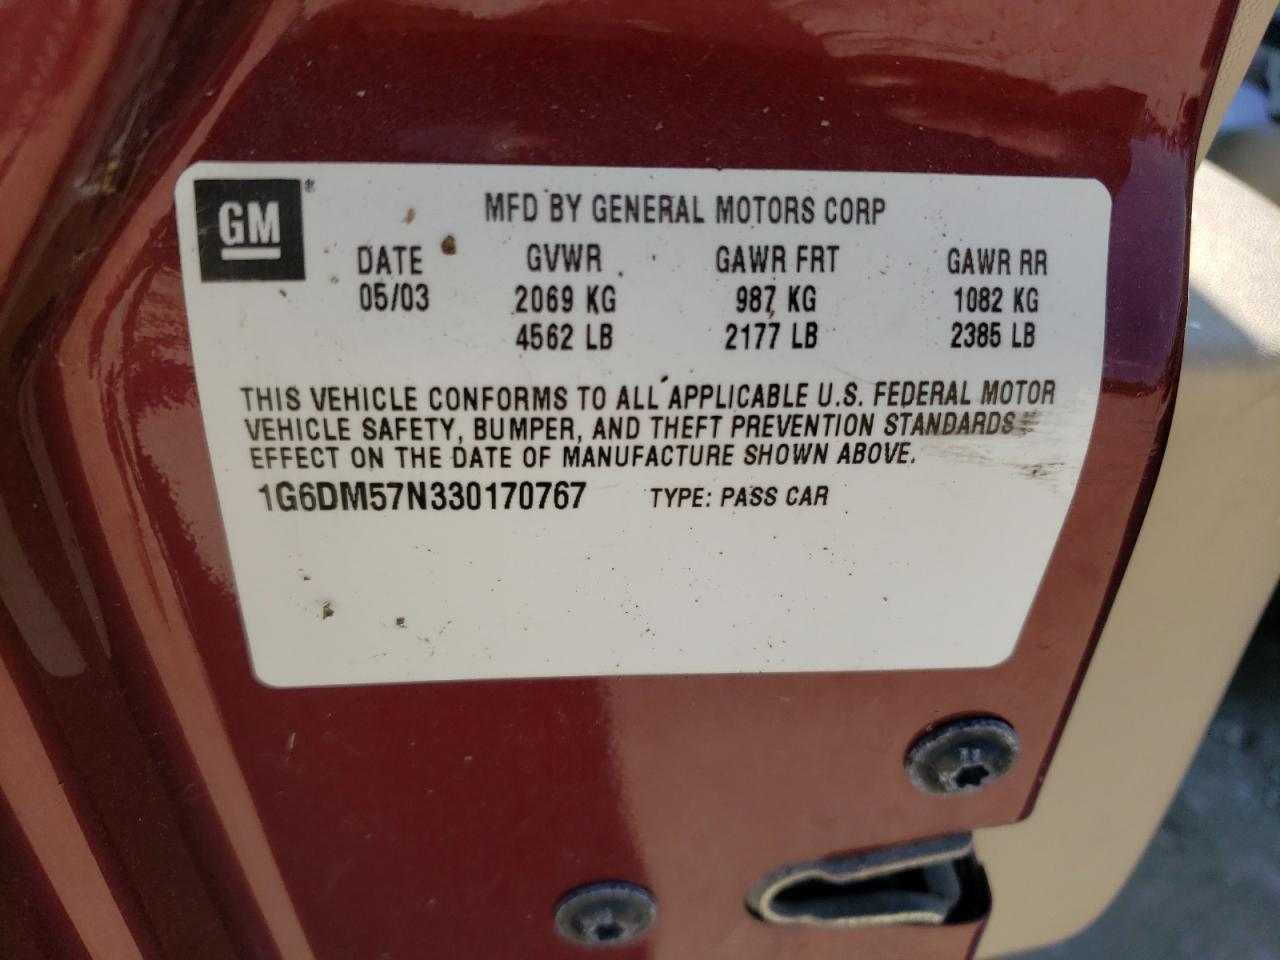 GM ®
MFD BY GENERAL MOTORS CORP
DATE GVWR GAWR FRT GAWR RR
05/03 2069 KG 987 KG 1082 KG
4562 LB 2177 LB 2385 LB
THIS VEHICLE CONFORMS TO ALL APPLICABLE U.S. FEDERAL MOTOR
VEHICLE SAFETY, BUMPER, AND THEFT PREVENTION STANDARDS
EFFECT ON THE DATE OF MANUFACTURE SHOWN ABOVE.
1G6DM57N330170767 TYPE: PASS CAR